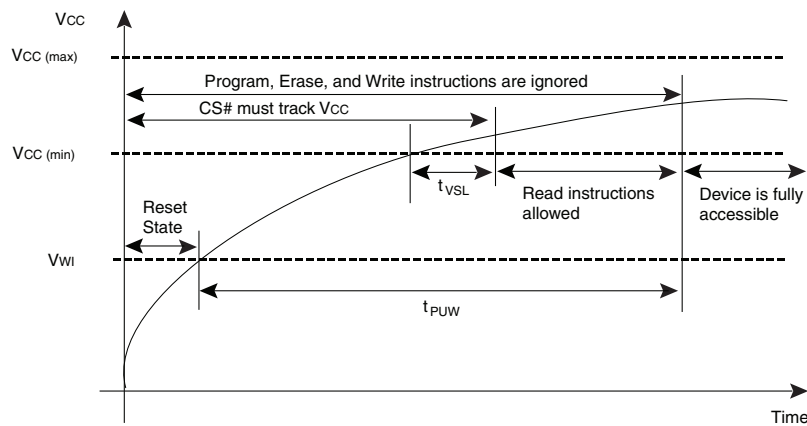 VCC
VCC (max)
Program, Erase, and Write instructions are ignored
CS# must track VCC
VCC (min)
tVSL
Read instructions
allowed
Device is fully
accessible
Reset
State
VWI
tPUW
Time